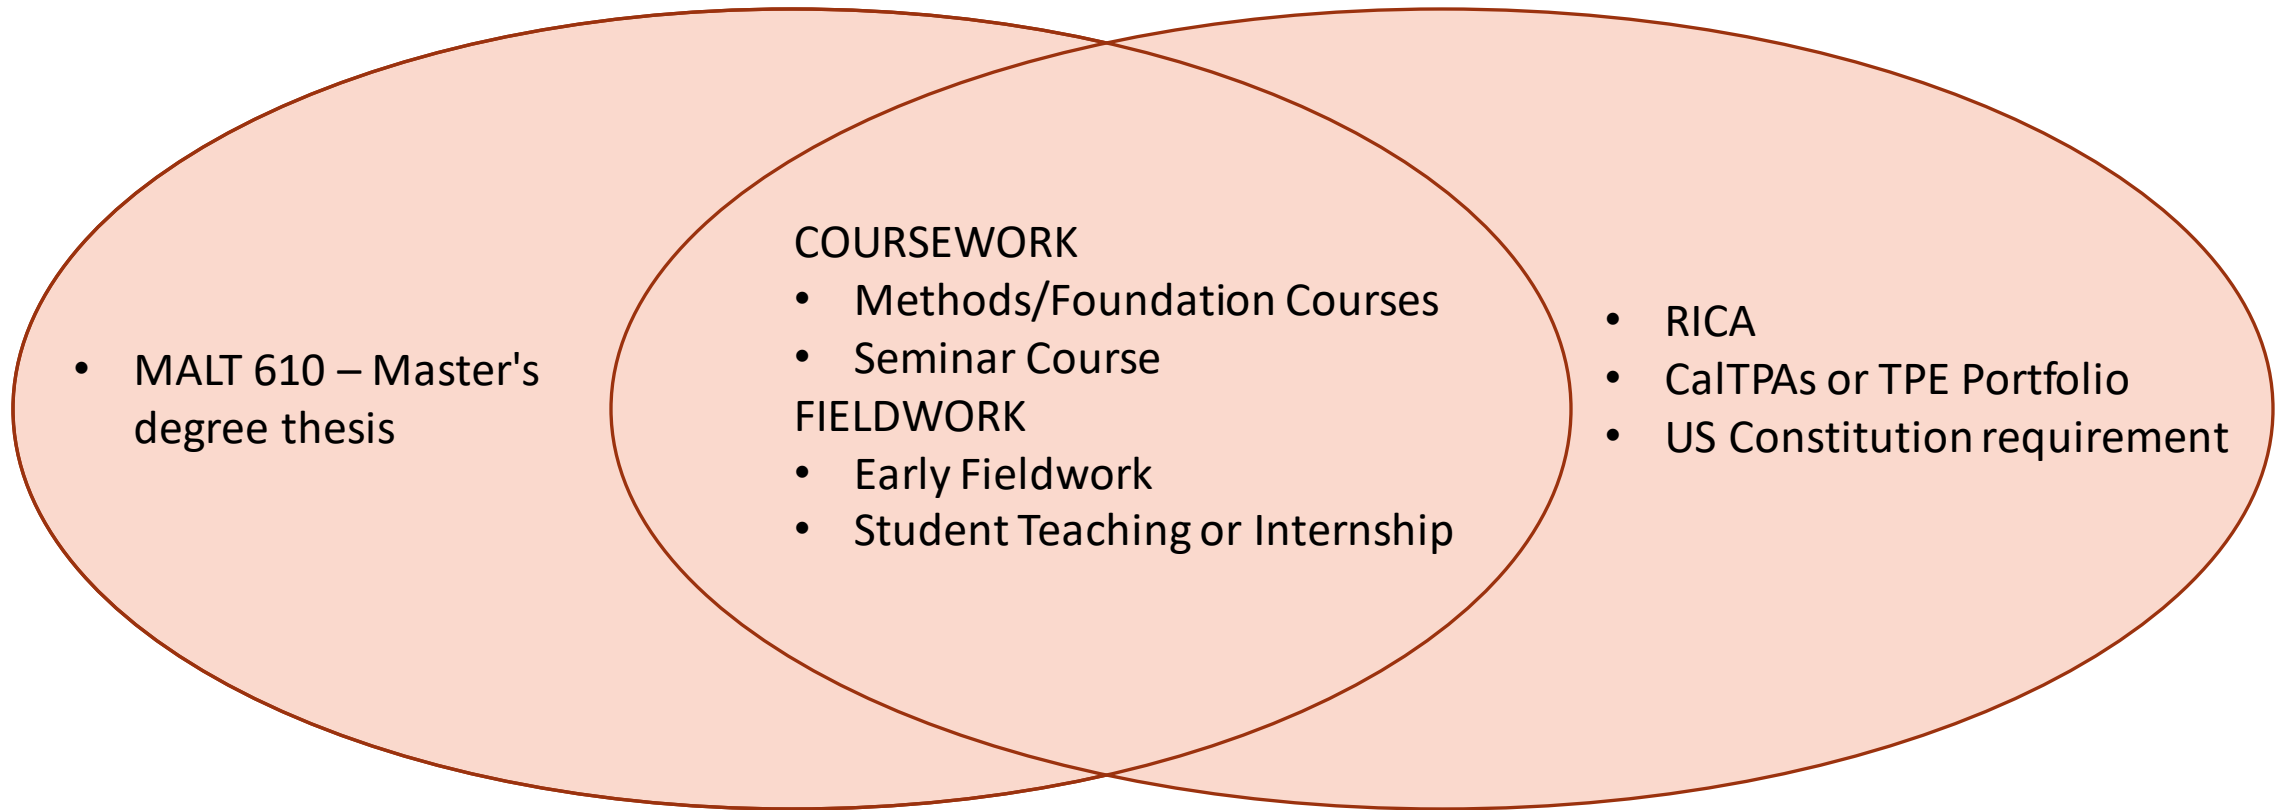 • MALT 610 – Master's
degree thesis
COURSEWORK
• Methods/Foundation Courses
• Seminar Course
FIELDWORK
• Early Fieldwork
• Student Teaching or Internship
• RICA
• CalTPAs or TPE Portfolio
• US Constitution requirement